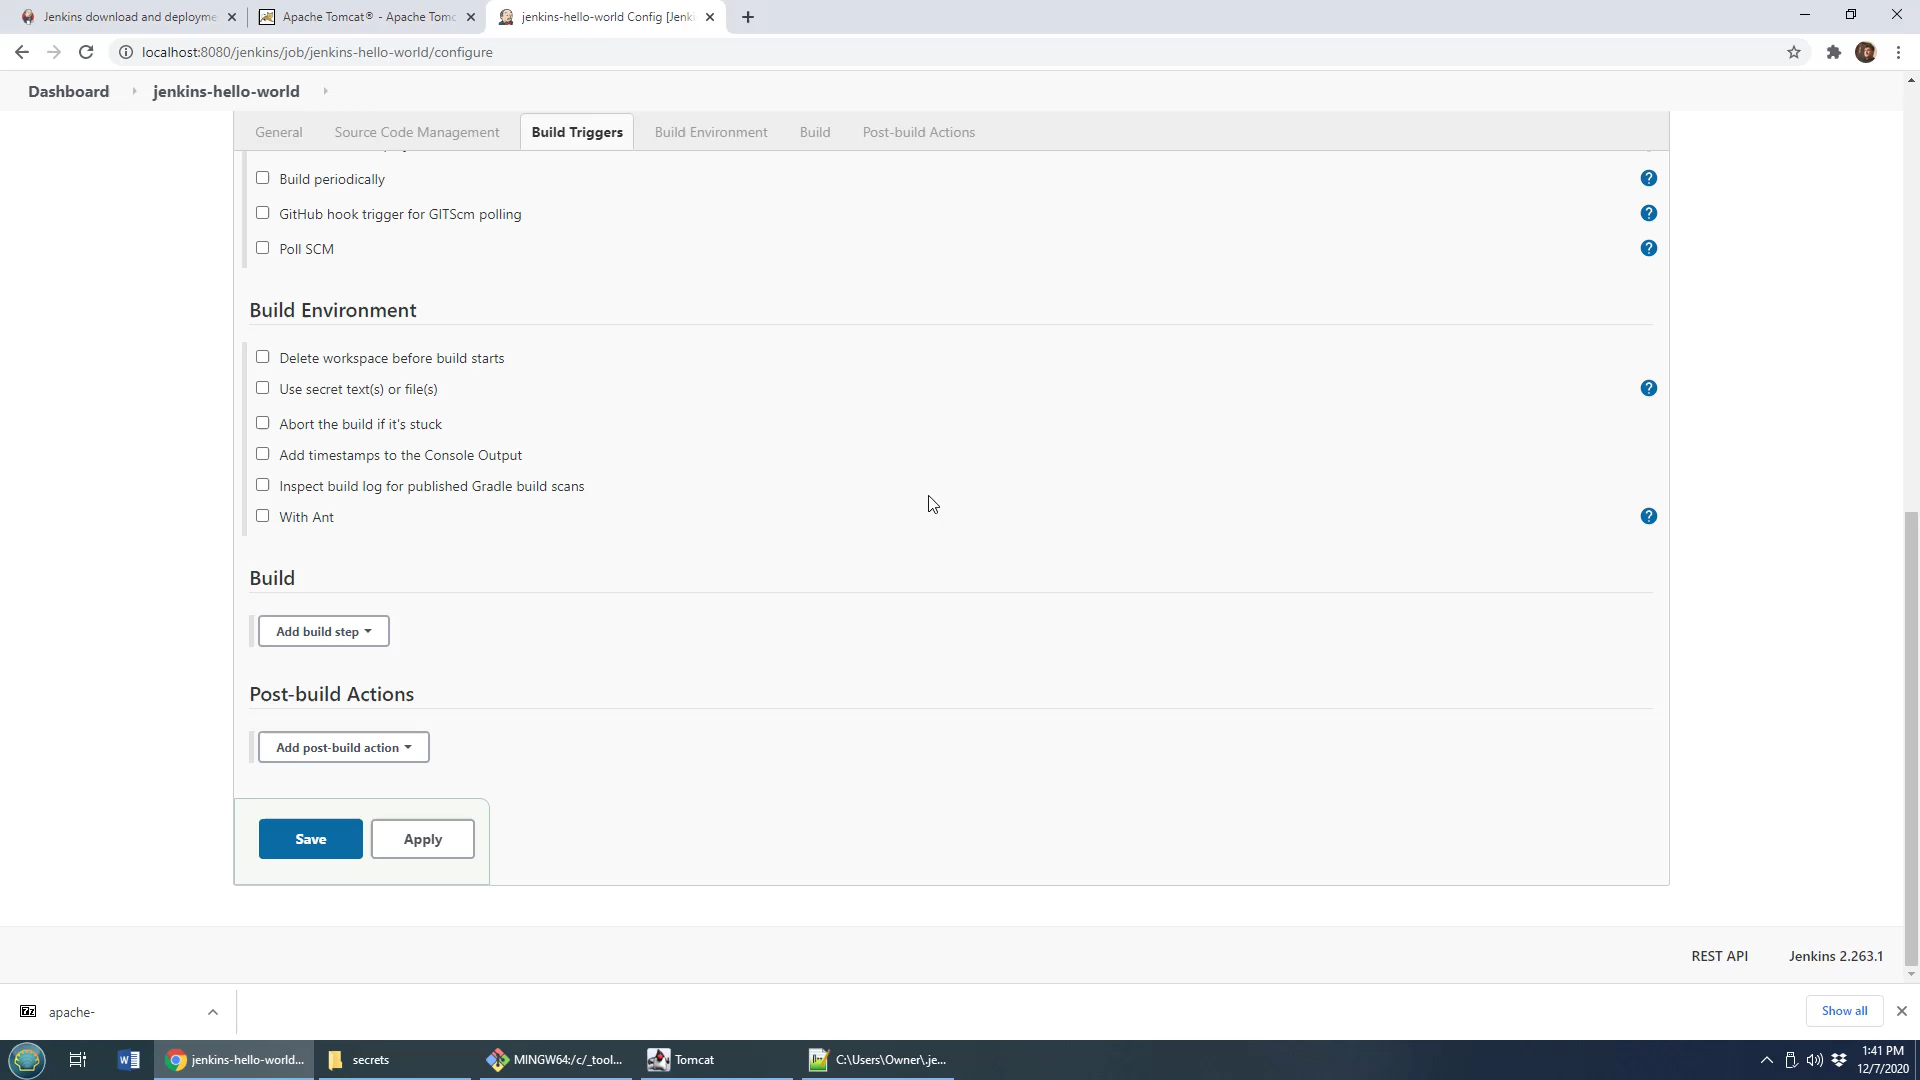 Jenkins download and deployme
Apache Tomcat® - Apache Tomc
jenkins-hello-world Config [Jenki
localhost:8080/jenkins/job/jenkins-hello-world/configure
Dashboard
jenkins-hello-world
General
Source Code Management
Build Triggers
Build Environment
Build
Post-build Actions
Build periodically
GitHub hook trigger for GITScm polling
Poll SCM
Build Environment
Delete workspace before build starts
Use secret text(s) or file(s)
Abort the build if it's stuck
Add timestamps to the Console Output
Inspect build log for published Gradle build scans
With Ant
Build
Add build step
Post-build Actions
Add post-build action
Save
Apply
REST API
Jenkins 2.263.1
apache-
Show all
jenkins-hello-world...
secrets
MINGW64:/c/_tool...
Tomcat
C:\Users\Owner\.je...
1:41 PM
12/7/2020